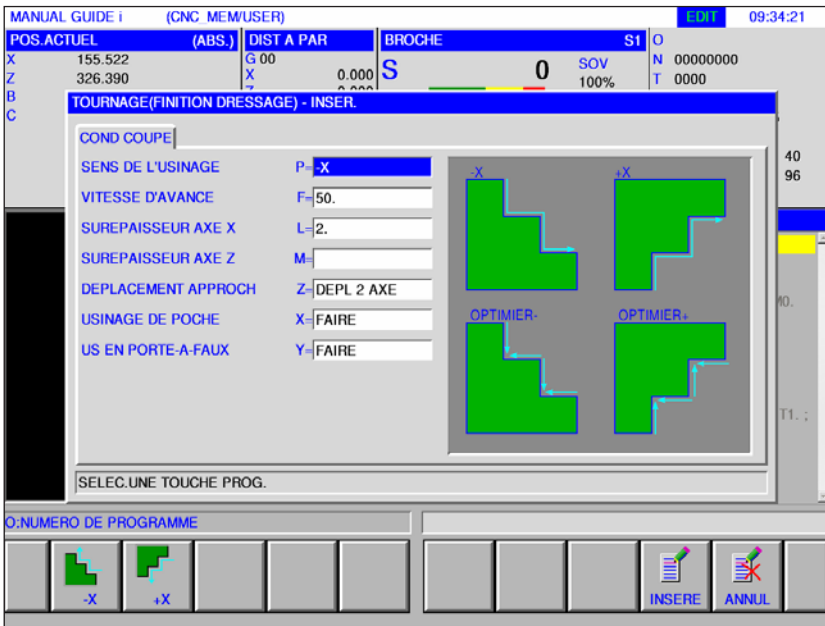 MANUAL GUIDE i (CNC_MEM/USER) EDIT 09:34:21
POS.ACTUEL (ABS.) DIST A PAR BROCHE S1 O
X 155.522 G 00 N 00000000
Z 326.390 X 0.000 S 0 SOV T 0000
B 100%
C
TOURNAGE(FINITION DRESSAGE) - INSER.
COND COUPE
SENS DE L'USINAGE P= -X
VITESSE D'AVANCE F= 50.
SUREPAISSEUR AXE X L= 2.
SUREPAISSEUR AXE Z M=
DEPLACEMENT APPROCH Z= DEPL 2 AXE
USINAGE DE POCHE X= FAIRE
US EN PORTE-A-FAUX Y= FAIRE
-X +X
OPTIMIER- OPTIMIER+
40
96
M0.
T1. ;
SELEC.UNE TOUCHE PROG.
O:NUMERO DE PROGRAMME
-X +X INSERE ANNUL